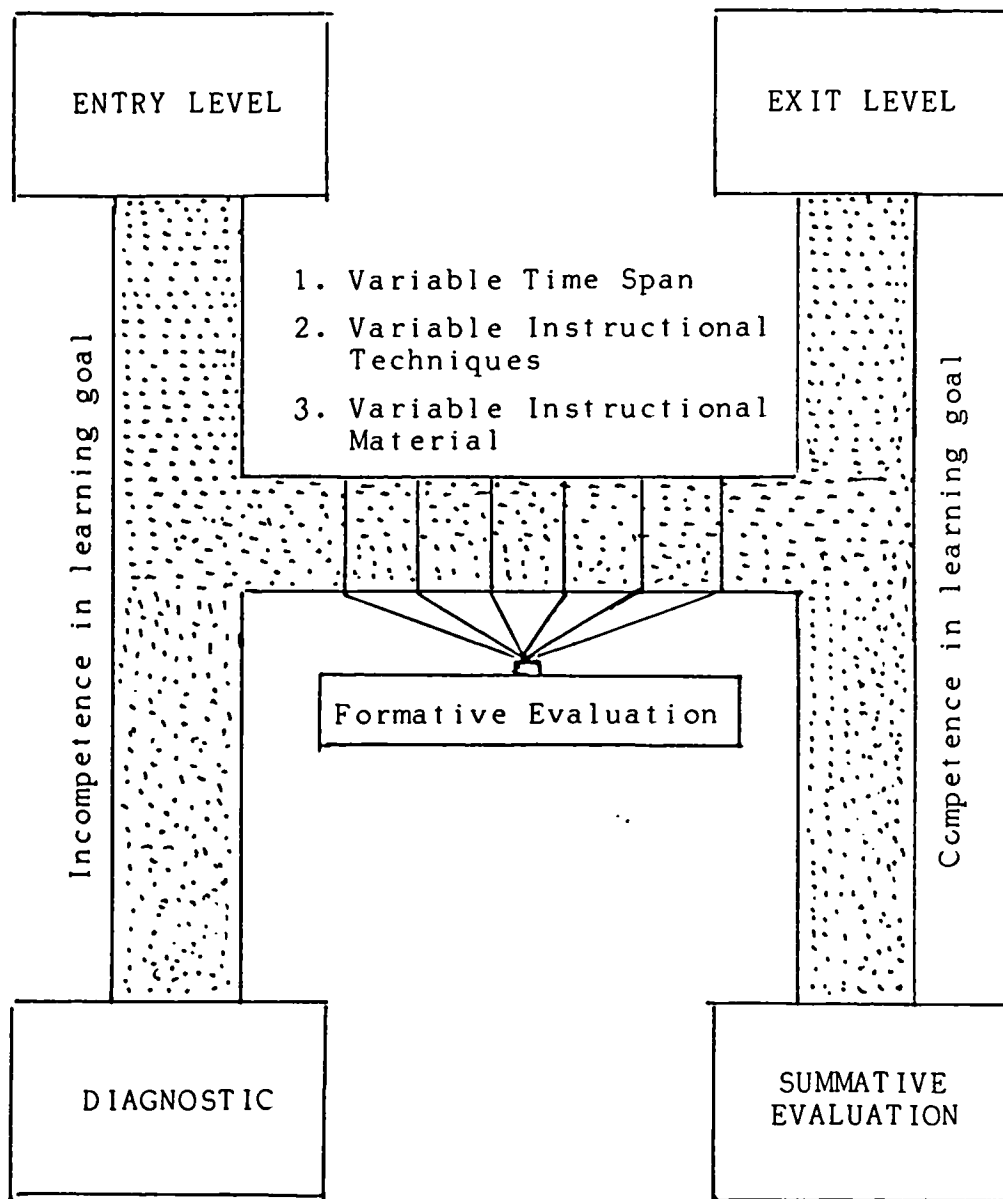 ENTRY LEVEL
EXIT LEVEL
1. Variable Time Span
2. Variable Instructional
Techniques
3. Variable Instructional
Material
Incompetence in learning goal
Competence in learning goal
Formative Evaluation
DIAGNOSTIC
SUMMATIVE
EVALUATION